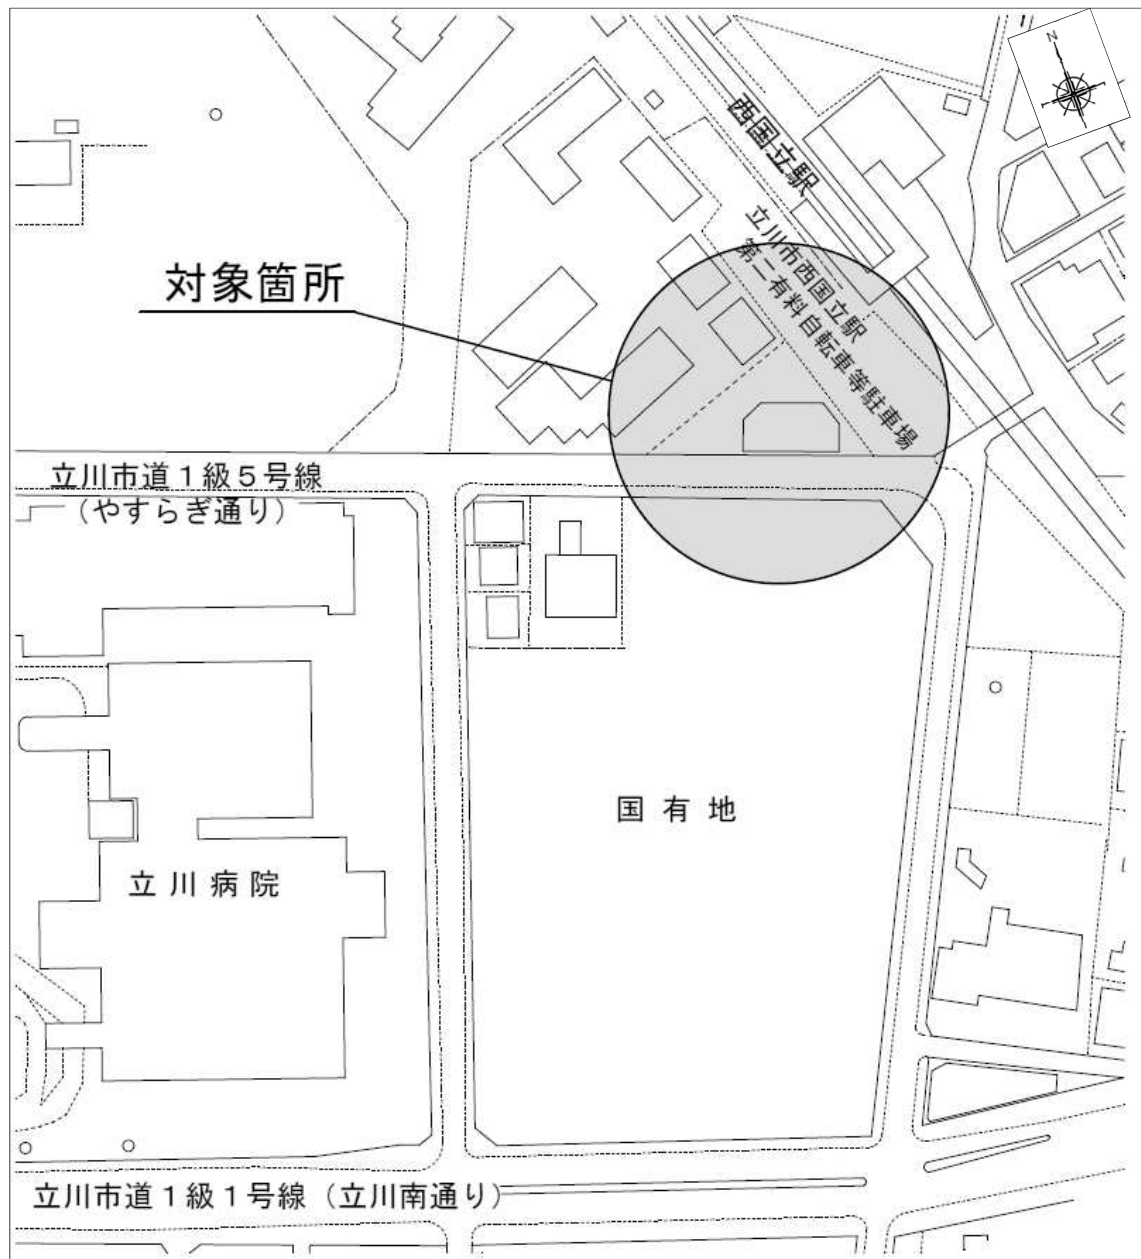 N
西国立駅
立川市西国立駅
第二有料自転車等駐車場
対象箇所
立川市道1級5号線
(やすらぎ通り)
国有地
立川病院
立川市道1級1号線(立川南通り)